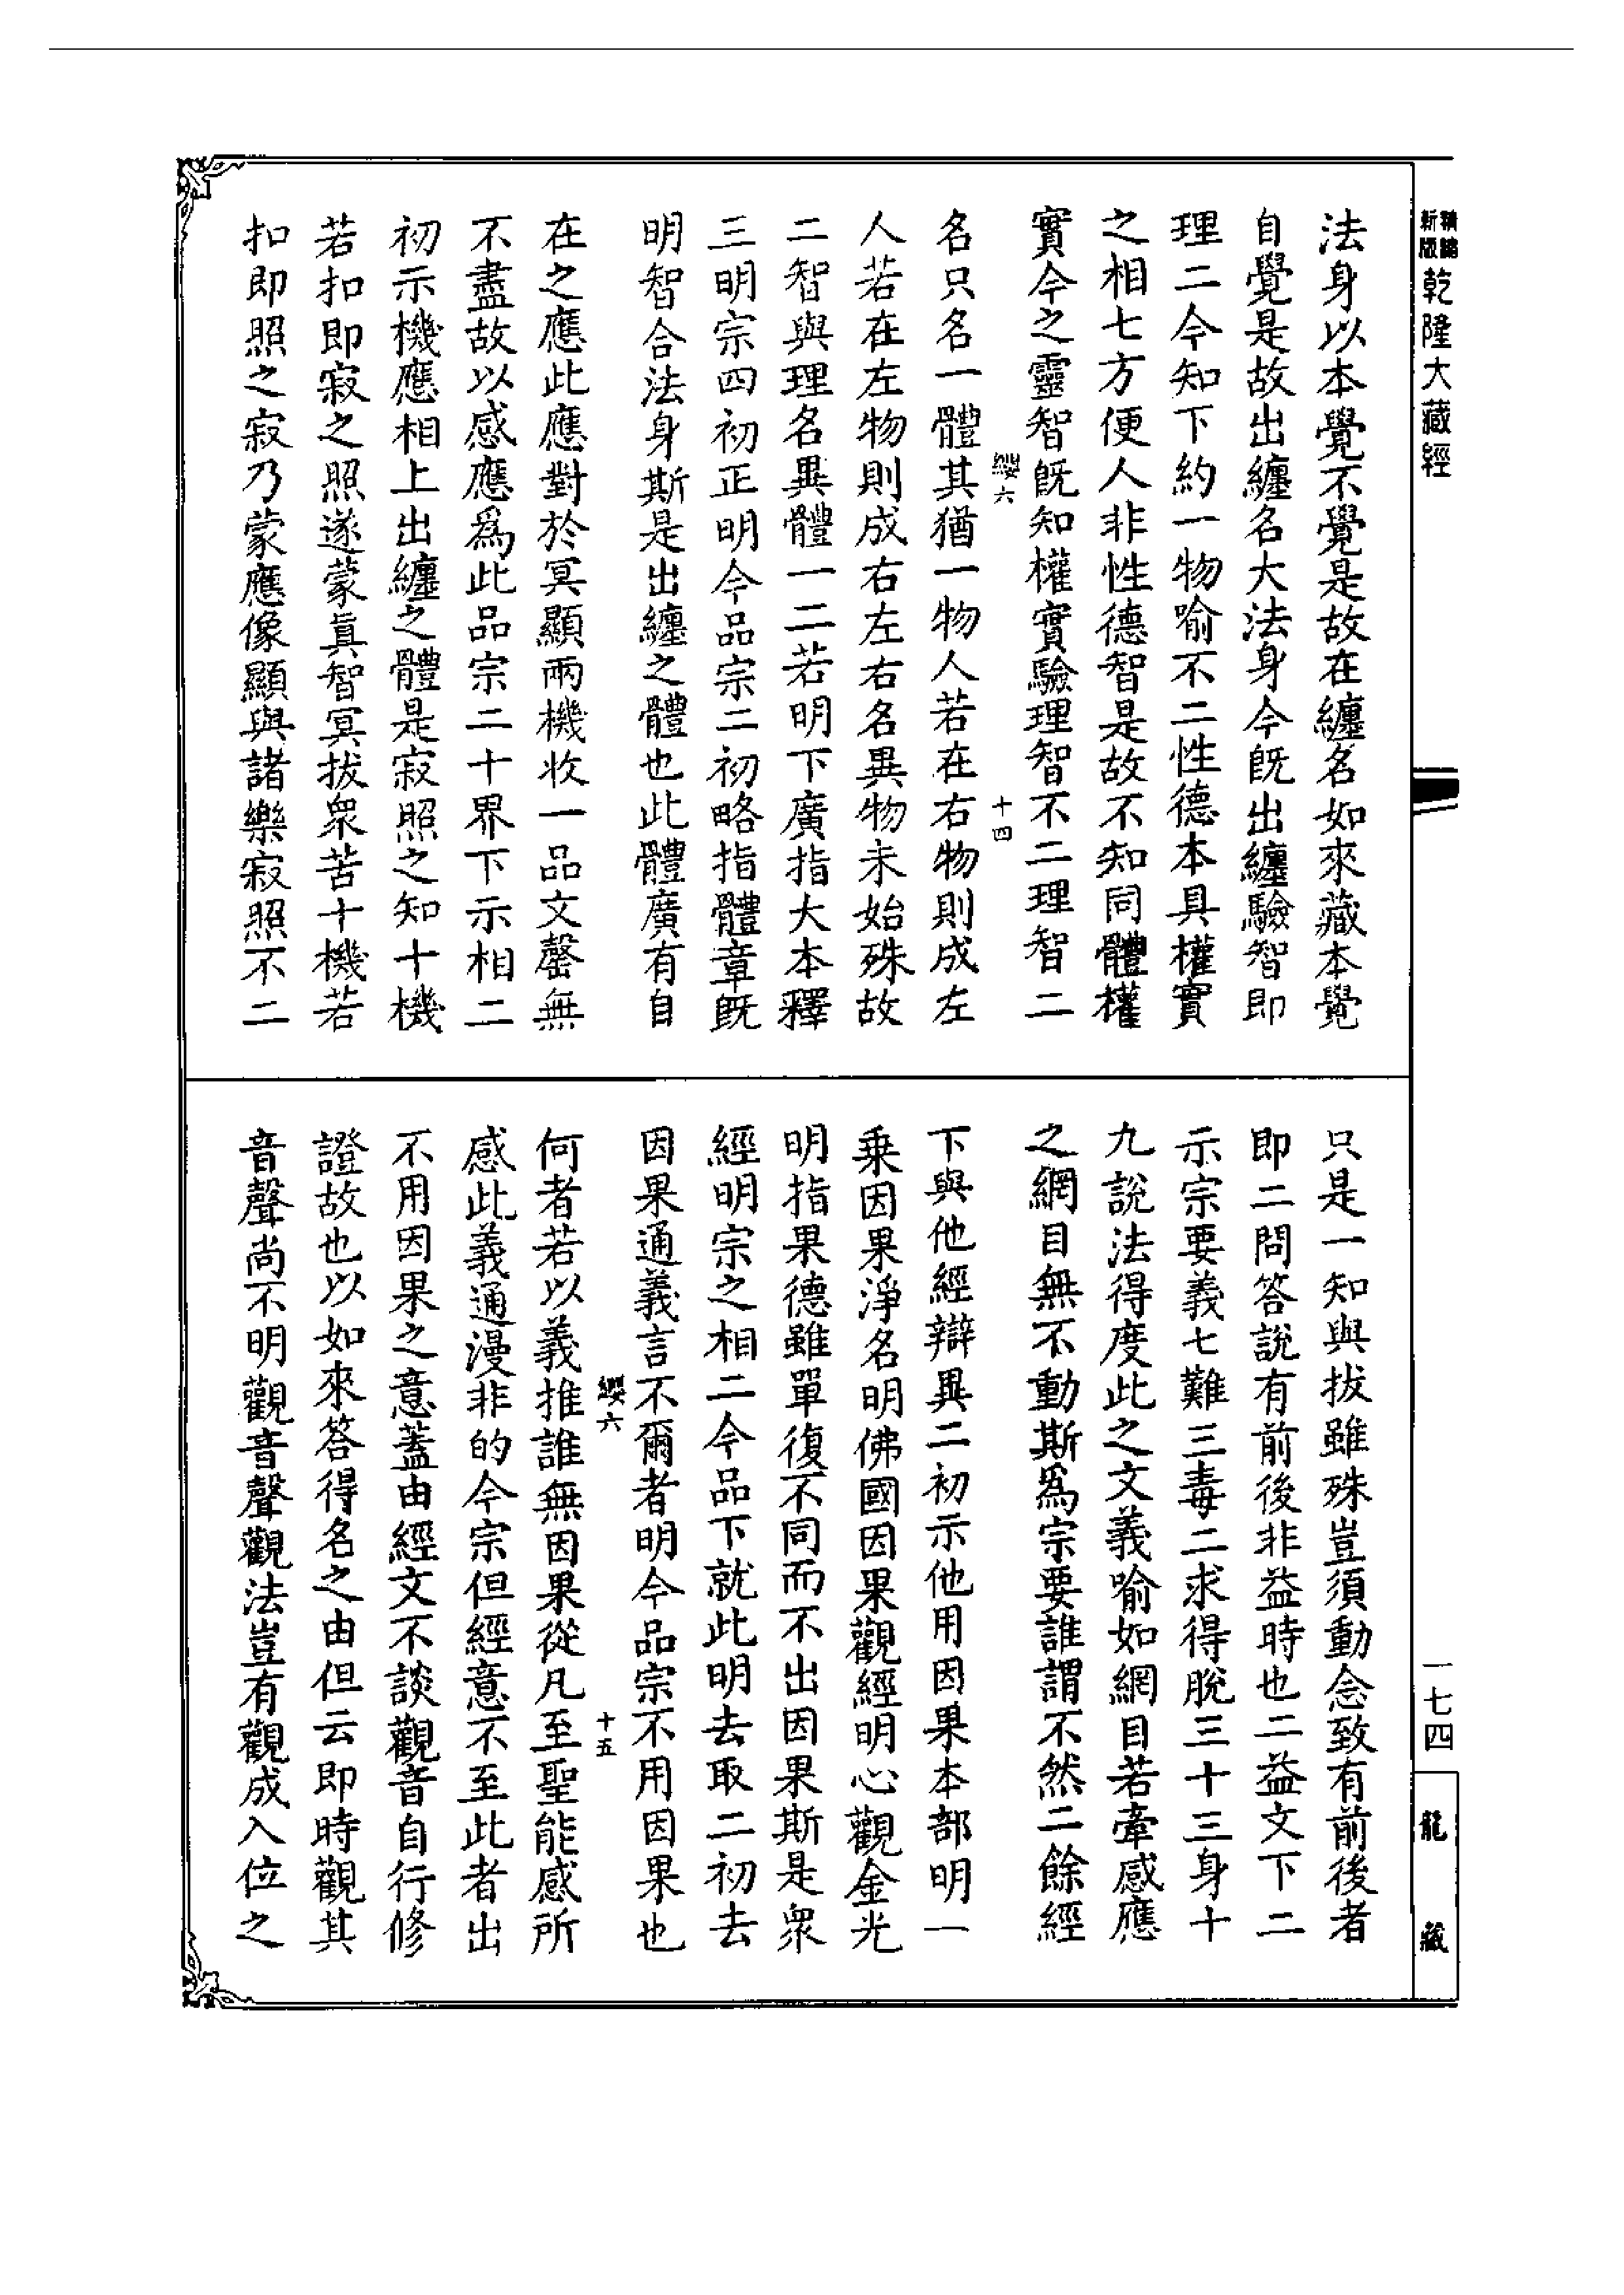 新版
精縮
乾隆大藏經
法身以本覺不覺是故在纏名如來藏本覺
自覺是故出纏名大法身今既出纏驗智即
理二今知下約一物喻不二性德本具權實
之相七方便人非性德智是故不知同體權
實今之靈智既知權實驗理智不二理智二
纓六
十四
名只名一體其猶一物人若在右物則成左
人若在左物則成右左右名異物未始殊故
二智與理名異體一二若明下廣指大本釋
三明宗四初正明今品宗二初略指體章既
明智合法身斯是出纏之體也此體廣有自
在之應此應對於冥顯兩機收一品文罄無
不盡故以感應爲此品宗二十界下示相二
初示機應相上出纏之體是寂照之知十機
若扣即寂之照遂蒙眞智冥拔衆苦十機若
扣即照之寂乃蒙應像顯與諸樂寂照不二
只是一知與拔雖殊豈須動念致有前後者
即二問答說有前後非益時也二益文下二
示宗要義七難三毒二求得脫三十三身十
九說法得度此之文義喻如網目若牽感應
之網目無不動斯爲宗要誰謂不然二餘經
下與他經辯異二初示他用因果本部明一
乗因果淨名明佛國因果觀經明心觀金光
明指果德雖單復不同而不出因果斯是衆
經明宗之相二今品下就此明去取二初去
因果通義言不爾者明今品宗不用因果也
纓六
十五
何者若以義推誰無因果從凡至聖能感所
感此義通漫非的今宗但經意不至此者出
不用因果之意蓋由經文不談觀音自行修
證故也以如來答得名之由但云即時觀其
音聲尚不明觀音聲觀法豈有觀成入位之
一七四
龍藏